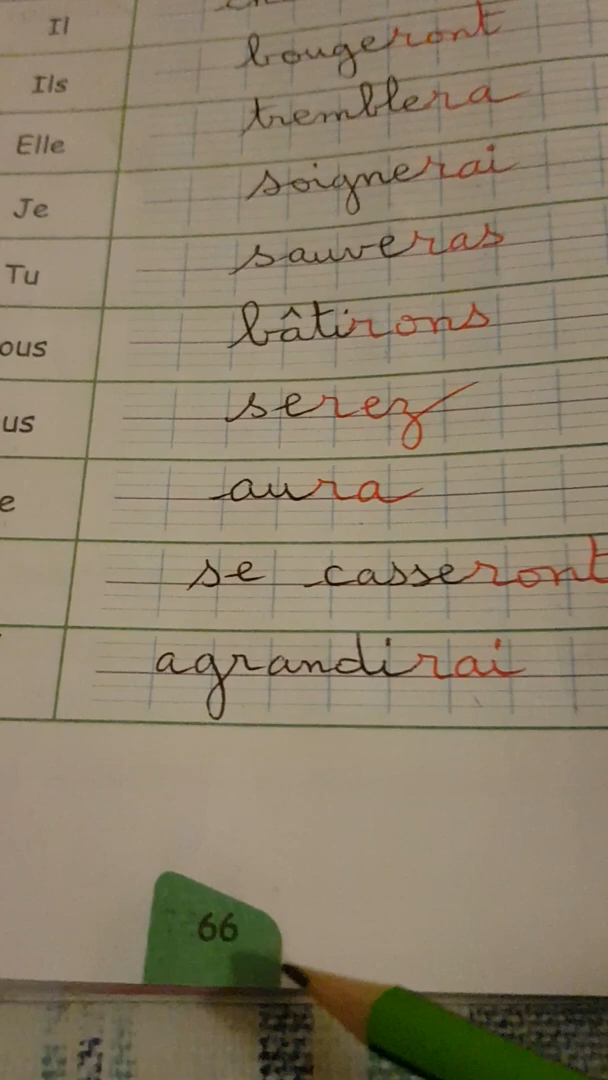 Il
Ils bougeront
Elle tremblera
Je soignerai
Tu sauveras
ous bâtirons
us serez
e aura
se casseront
agrandirai
66